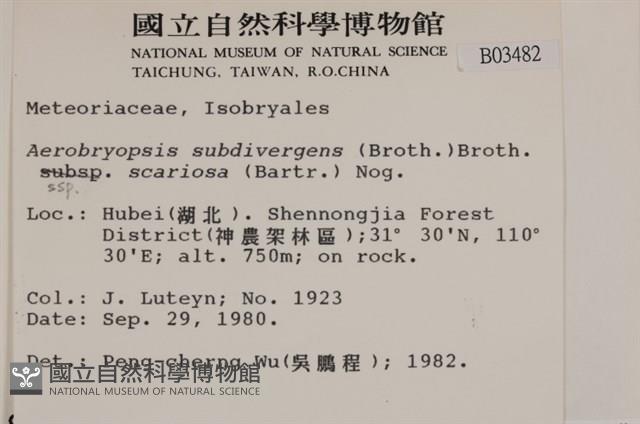 國立自然科學博物館
NATIONAL MUSEUM OF NATURAL SCIENCE
TAICHUNG, TAIWAN, R.O.CHINA
B03482
Meteoriaceae, Isobryales
Aerobryopsis subdivergens (Broth.)Broth.
subsp. scariosa (Bartr.) Nog.
ssp.
Loc.: Hubei(湖北). Shennongjia Forest
District(神農架林區);31° 30'N, 110°
30'E; alt. 750m; on rock.
Col.: J. Luteyn; No. 1923
Date: Sep. 29, 1980.
Det.: Peng-cherng Wu(吳鵬程); 1982.
國立自然科學博物館
NATIONAL MUSEUM OF NATURAL SCIENCE